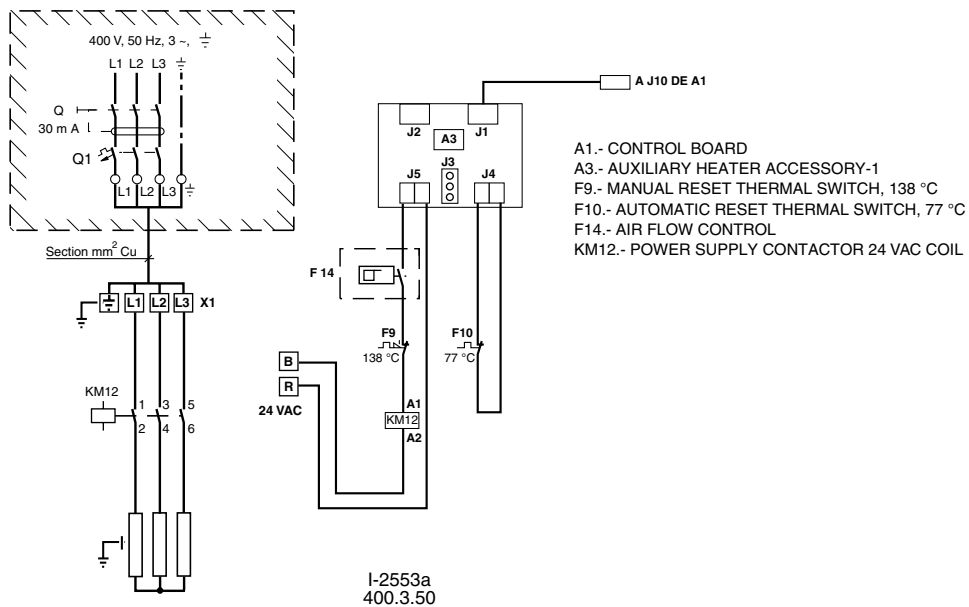 400 V, 50 Hz, 3 ~,
L1 L2 L3
Q
30 m A
Q1
L1 L2 L3
Section mm² Cu
L1 L2 L3 X1
KM12
1 3 5
2 4 6
A J10 DE A1
J2 J1
A3
J3
J5 J4
F 14
F9
138 °C
F10
77 °C
B
R
24 VAC
A1
KM12
A2
A1.- CONTROL BOARD
A3.- AUXILIARY HEATER ACCESSORY-1
F9.- MANUAL RESET THERMAL SWITCH, 138 °C
F10.- AUTOMATIC RESET THERMAL SWITCH, 77 °C
F14.- AIR FLOW CONTROL
KM12.- POWER SUPPLY CONTACTOR 24 VAC COIL
I-2553a
400.3.50